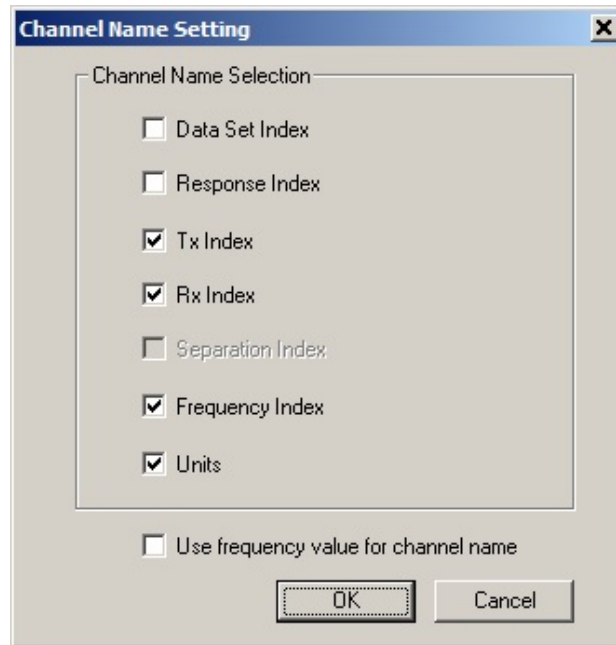 Channel Name Setting
Channel Name Selection
Data Set Index
Response Index
Tx Index
Rx Index
Separation Index
Frequency Index
Units
Use frequency value for channel name
OK
Cancel